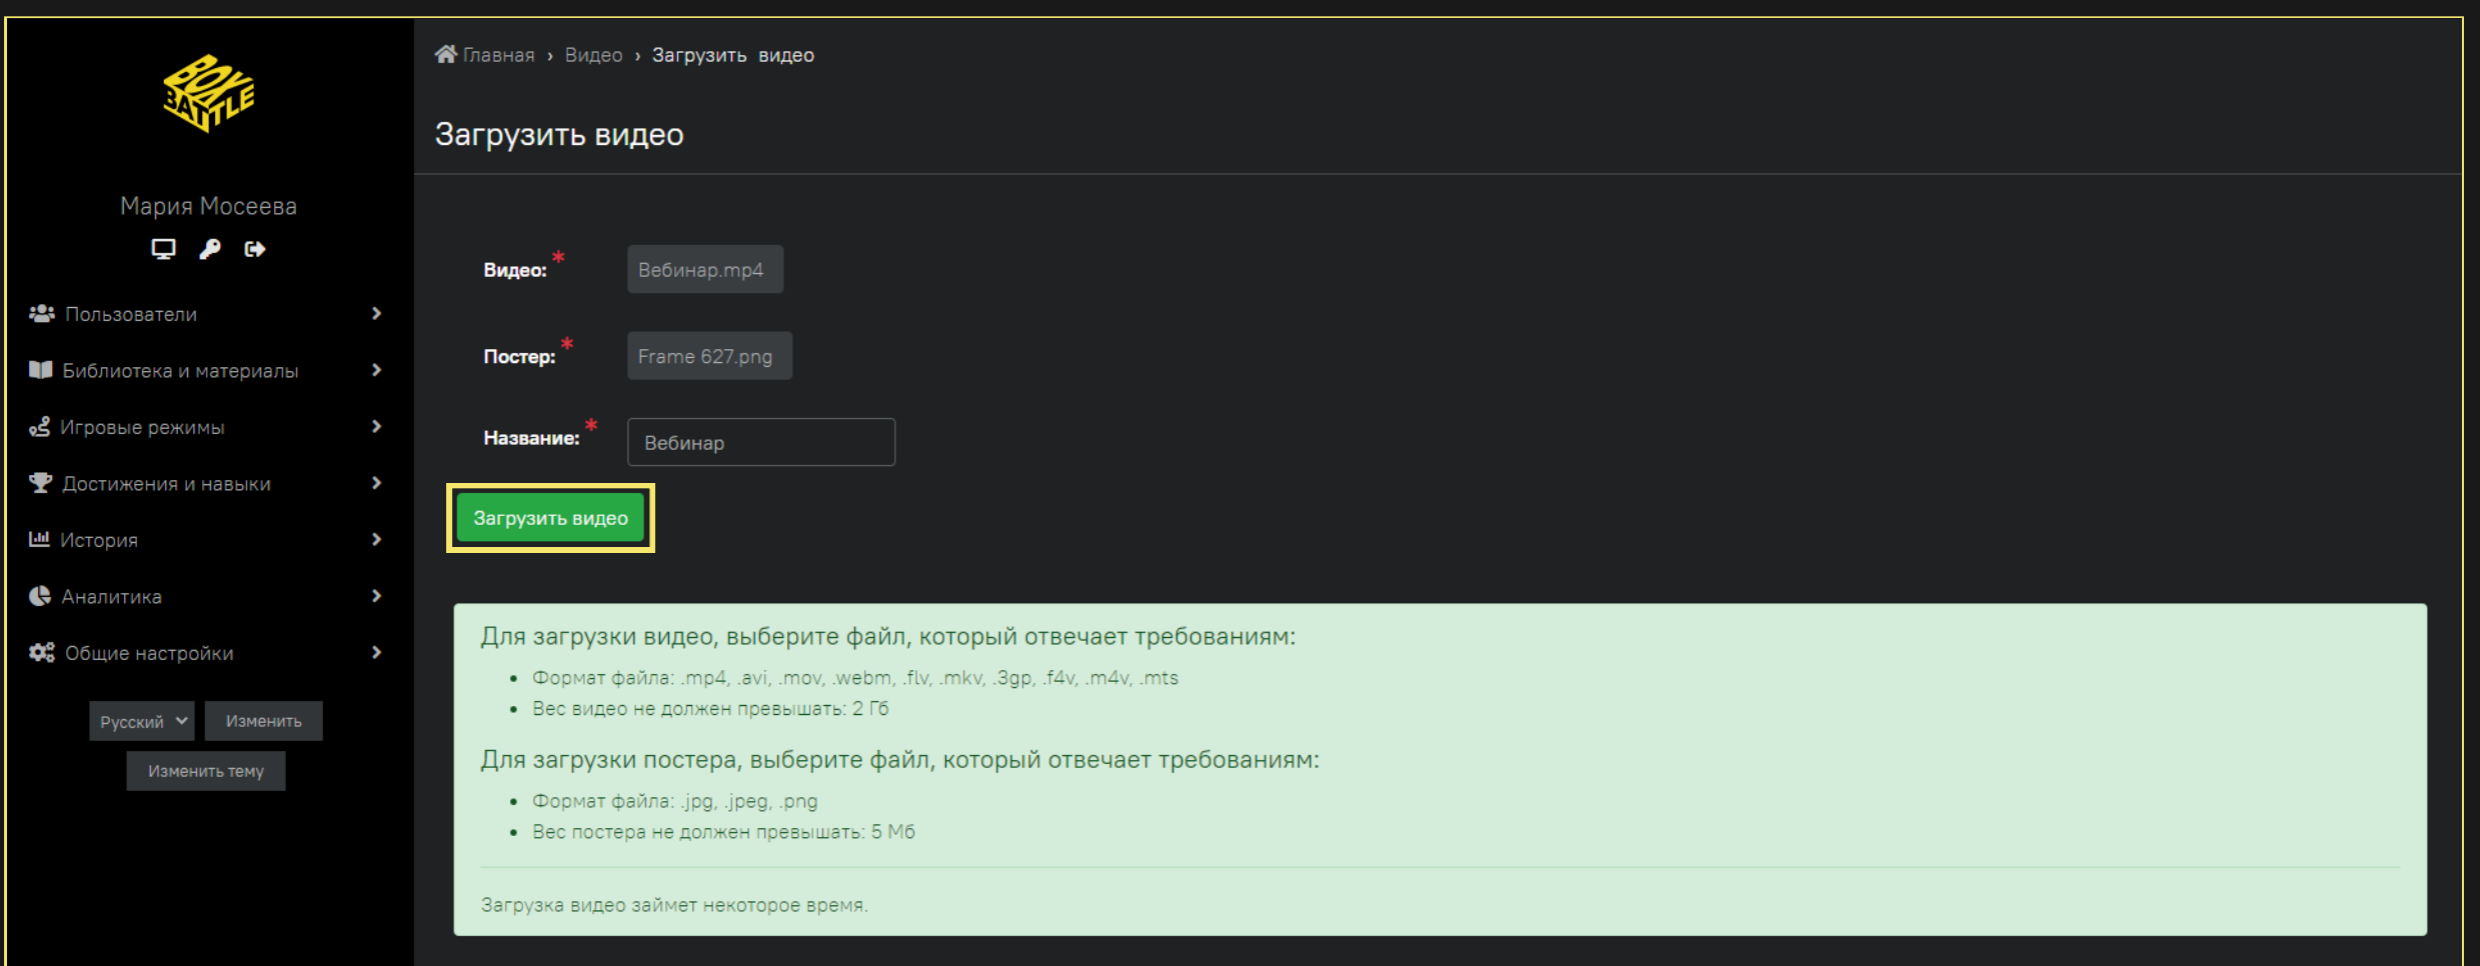 BOX
BATTLE
Мария Мосеева
Пользователи
Библиотека и материалы
Игровые режимы
Достижения и навыки
История
Аналитика
Общие настройки
Русский
Изменить
Изменить тему
Главная › Видео › Загрузить видео
Загрузить видео
Видео: * Вебинар.mp4
Постер: * Frame 627.png
Название: * Вебинар
Загрузить видео
Для загрузки видео, выберите файл, который отвечает требованиям:
• Формат файла: .mp4, .avi, .mov, .webm, .flv, .mkv, .3gp, .f4v, .m4v, .mts
• Вес видео не должен превышать: 2 Гб
Для загрузки постера, выберите файл, который отвечает требованиям:
• Формат файла: .jpg, .jpeg, .png
• Вес постера не должен превышать: 5 Мб
Загрузка видео займет некоторое время.